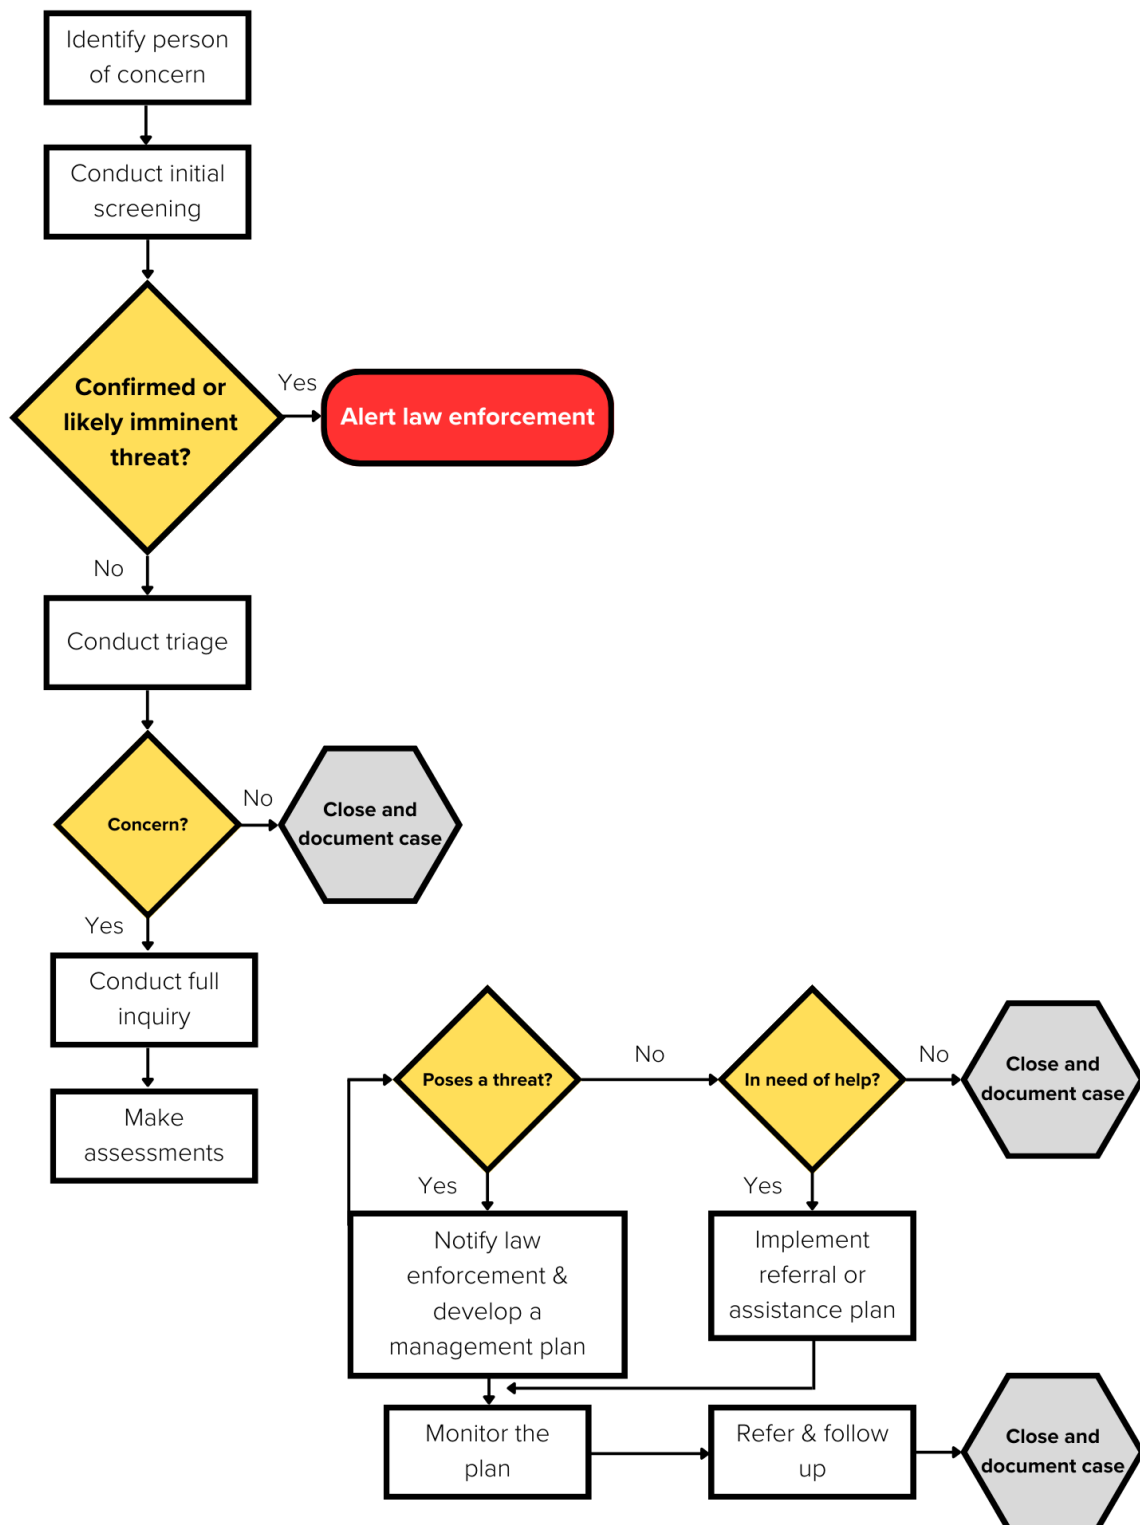 Identify person
of concern
Conduct initial
screening
Confirmed or
likely imminent
threat?
Yes
Alert law enforcement
No
Conduct triage
Concern?
No
Close and
document case
Yes
Conduct full
inquiry
Make
assessments
Poses a threat?
No
In need of help?
No
Close and
document case
Yes
Notify law
enforcement &
develop a
management plan
Yes
Implement
referral or
assistance plan
Monitor the
plan
Refer & follow
up
Close and
document case